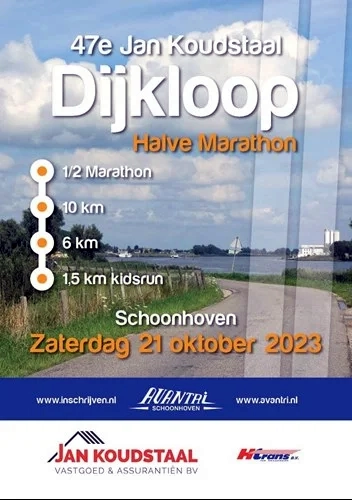 47e Jan Koudstaal
Dijkloop
Halve Marathon
1/2 Marathon
10 km
6 km
1.5 km kidsrun
Schoonhoven
Zaterdag 21 oktober 2023
www.inschrijven.nl
AVANTRI
SCHOONHOVEN
www.avantri.nl
JAN KOUDSTAAL
VASTGOED & ASSURANTIËN BV
HTrans B.V.